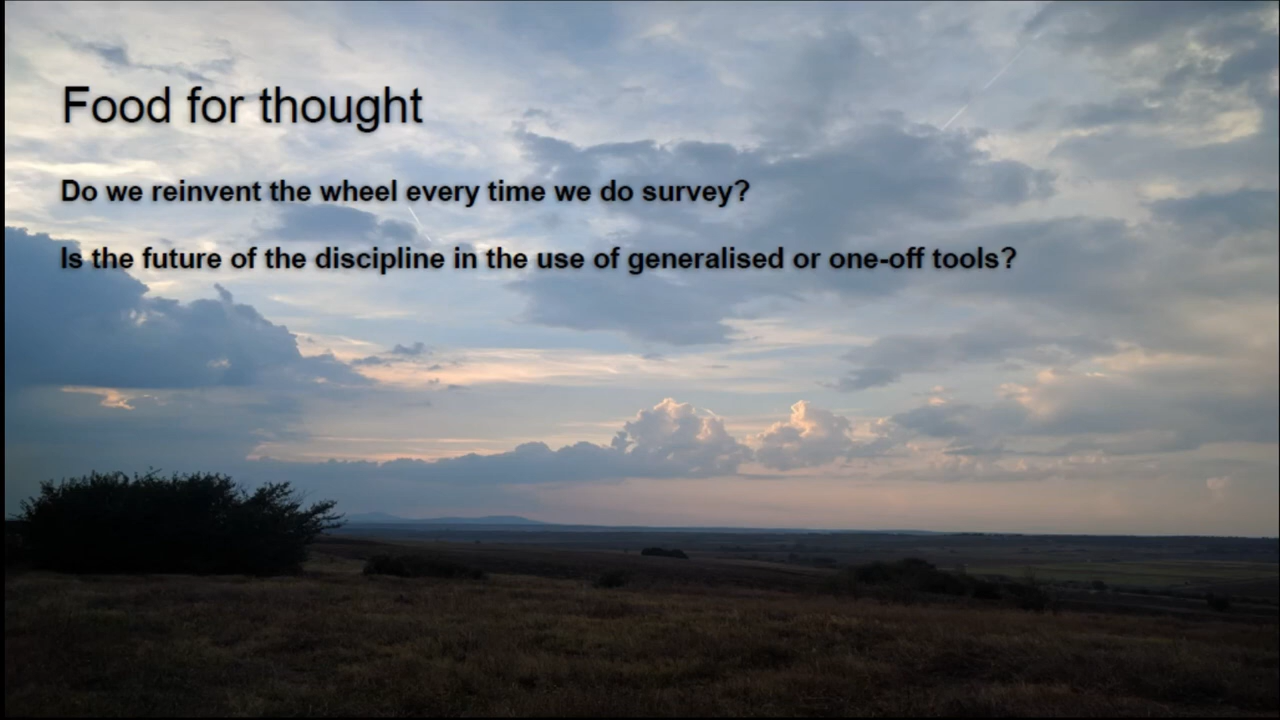 Food for thought
Do we reinvent the wheel every time we do survey?
Is the future of the discipline in the use of generalised or one-off tools?